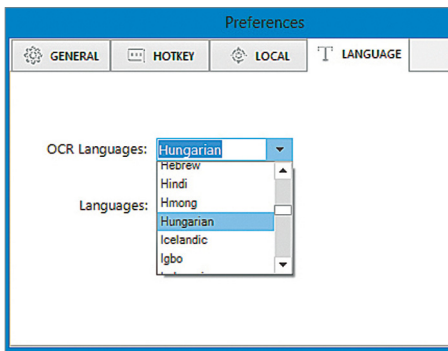 Preferences
GENERAL HOTKEY LOCAL T LANGUAGE
OCR Languages: Hungarian
Hebrew
Hindi
Hmong
Languages:
Hungarian
Icelandic
Igbo